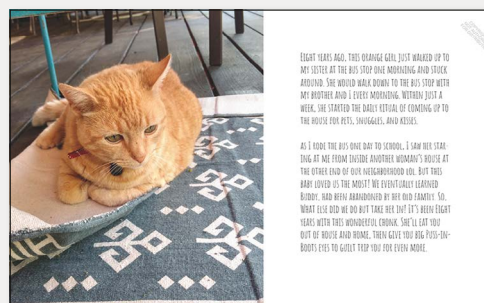 Eight years ago, this orange girl just walked up to
my sister at the bus stop one morning and stuck
around. She would walk down to the bus stop with
my brother and I every morning. Within just a
week, she started the daily ritual of coming up to
the house for pets, snuggles, and kisses.
As I rode the bus one day to school, I saw her star-
ing at me from inside another woman's house at
the other end of our neighborhood lol. But this
baby loved us the most! We eventually learned
Buddy, had been abandoned by her old family. So,
What else did we do but take her in! It's been Eight
years with this wonderful chonk. She'll eat you
out of house and home, then give you big Puss-in-
Boots eyes to guilt trip you for even more.